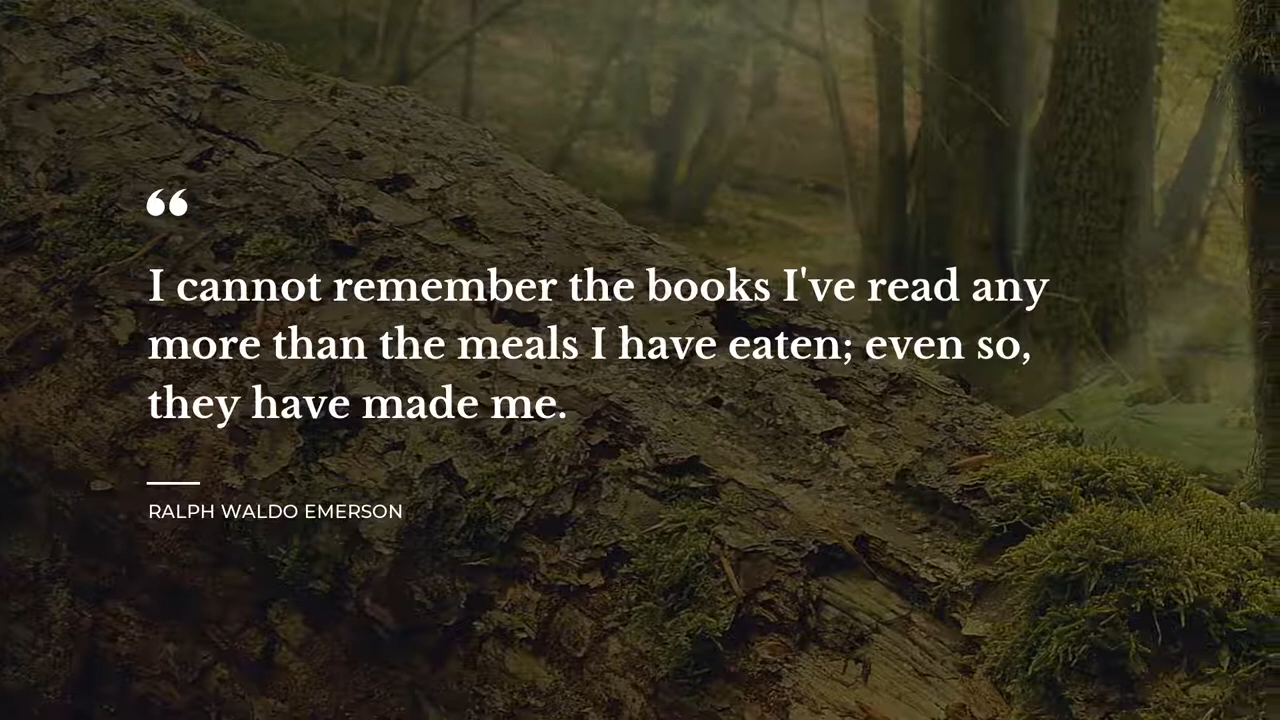 “
I cannot remember the books I've read any
more than the meals I have eaten; even so,
they have made me.
RALPH WALDO EMERSON